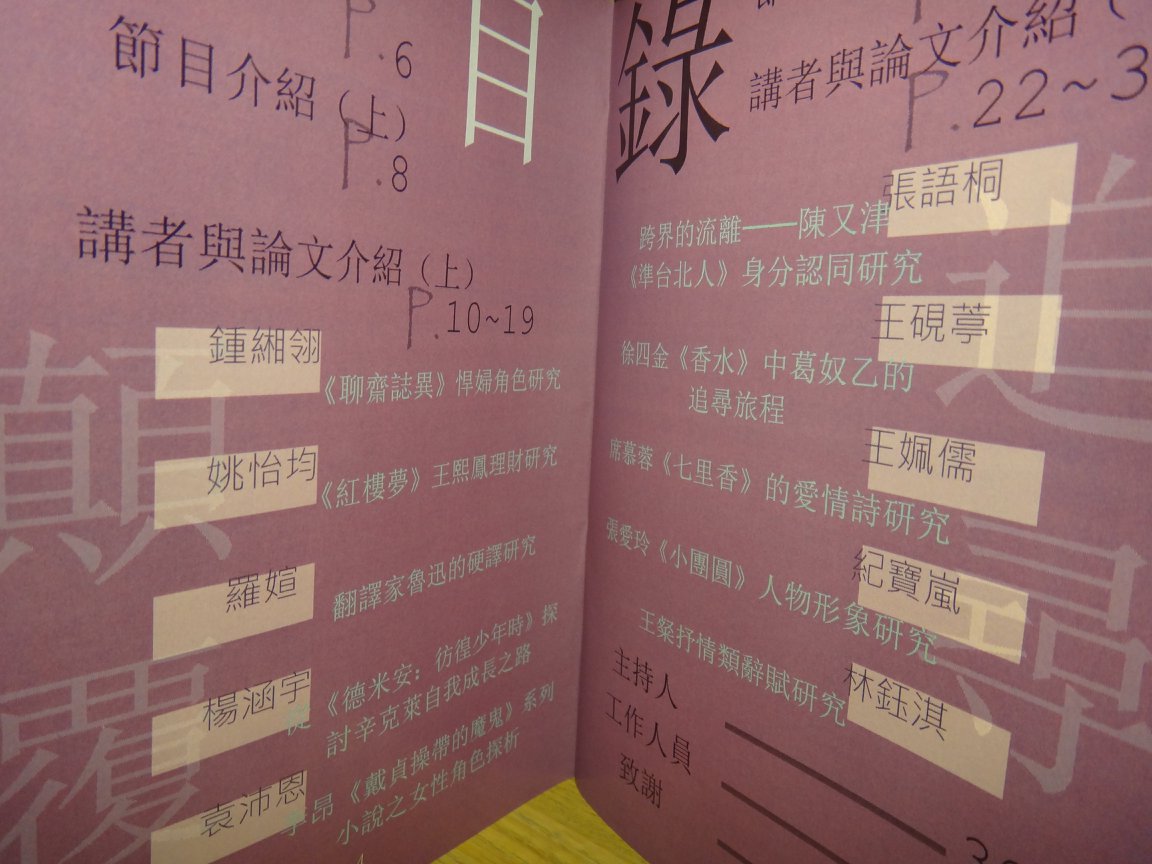 目錄
P.6
節目介紹（上）
P.8
講者與論文介紹（上）
P.10~19
鍾緗翎
《聊齋誌異》悍婦角色研究
姚怡均
《紅樓夢》王熙鳳理財研究
羅媗
翻譯家魯迅的硬譯研究
楊涵宇
從《德米安：彷徨少年時》探
討辛克萊自我成長之路
袁沛恩
李昂《戴貞操帶的魔鬼》系列
小說之女性角色探析
顛覆
講者與論文介紹（
P.22~3
張語桐
跨界的流離——陳又津
《準台北人》身分認同研究
王硯葶
徐四金《香水》中葛奴乙的
追尋旅程
王姵儒
席慕蓉《七里香》的愛情詩研究
紀寶嵐
張愛玲《小團圓》人物形象研究
林鈺淇
王粲抒情類辭賦研究
主持人
工作人員
致謝
追尋